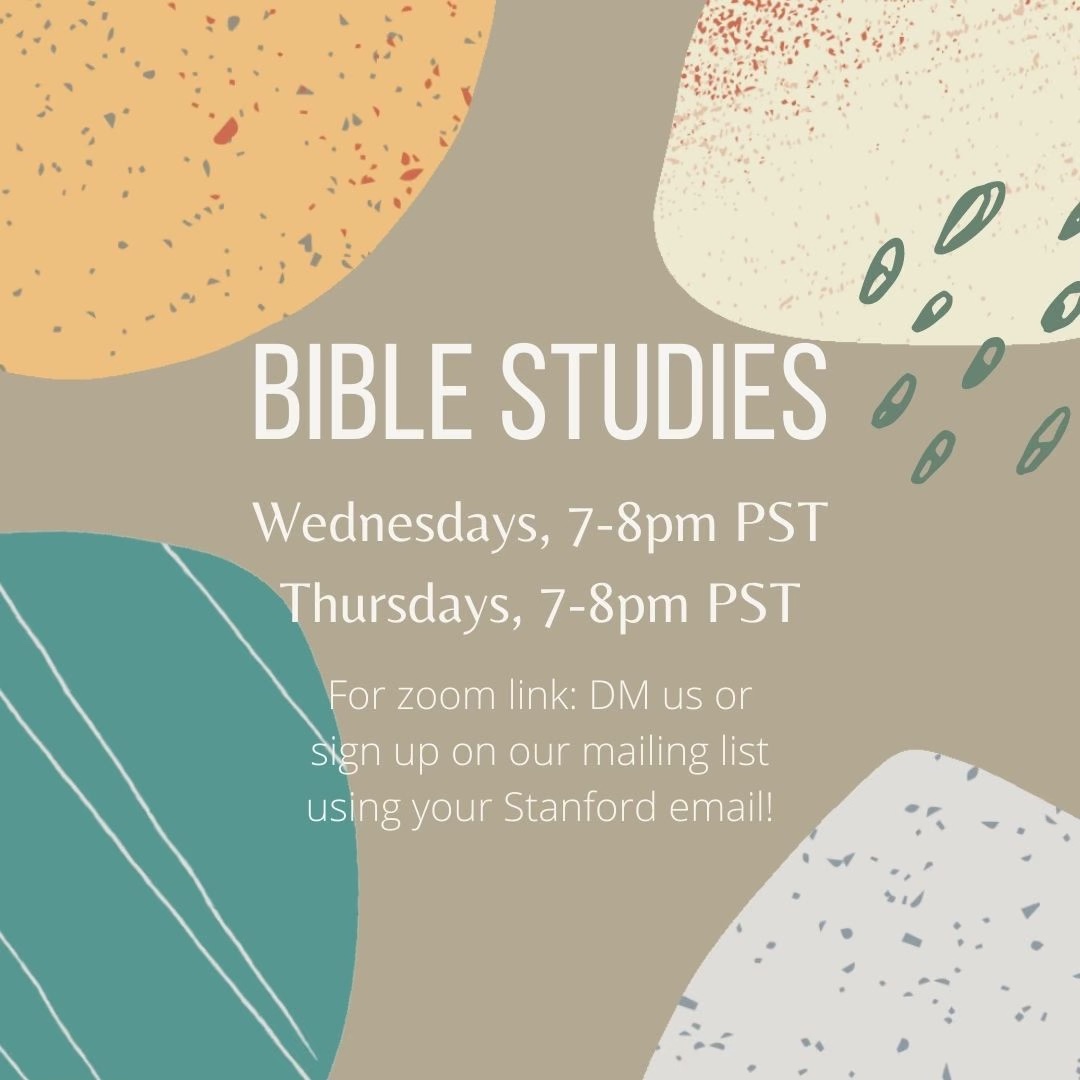 BIBLE STUDIES
Wednesdays, 7-8pm PST
Thursdays, 7-8pm PST
For zoom link: DM us or
sign up on our mailing list
using your Stanford email!